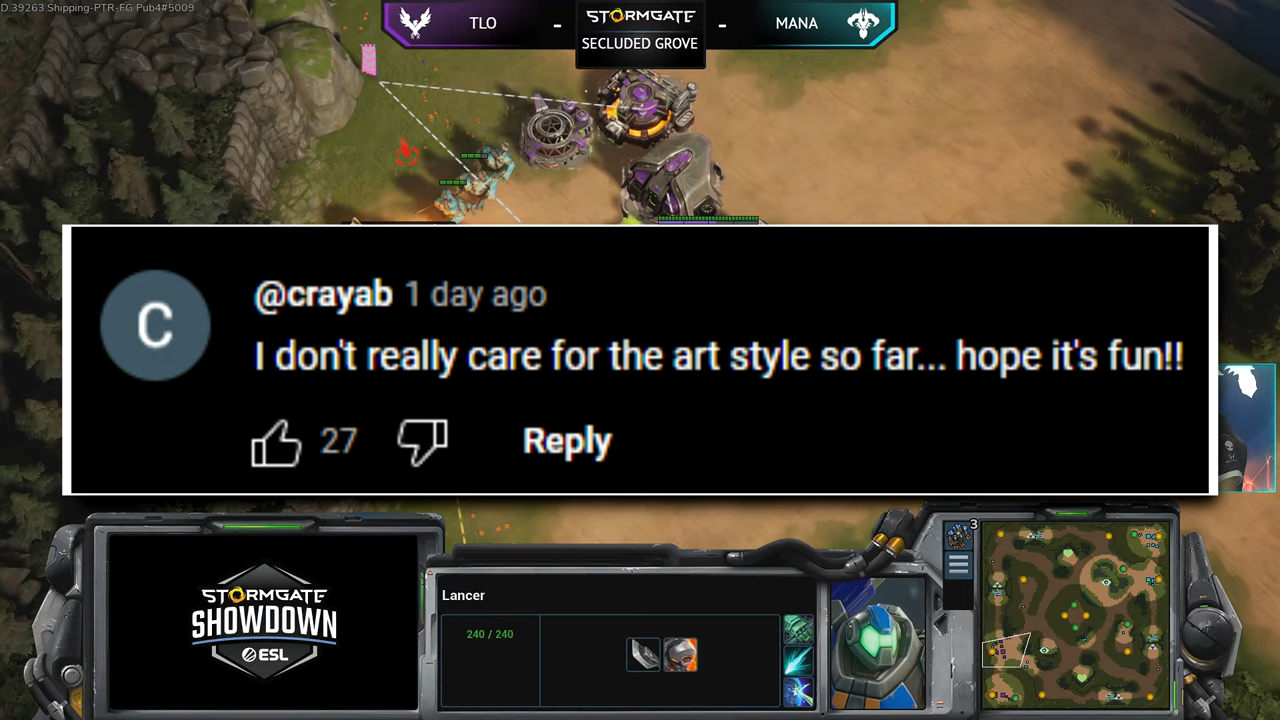 D 39263 Shipping-PTR-FG Pub4#5009
TLO
-
STORMGATE
SECLUDED GROVE
-
MANA
C
@crayab 1 day ago
I don't really care for the art style so far... hope it's fun!!
27
Reply
STORMGATE
SHOWDOWN
ESL
Lancer
240 / 240
3